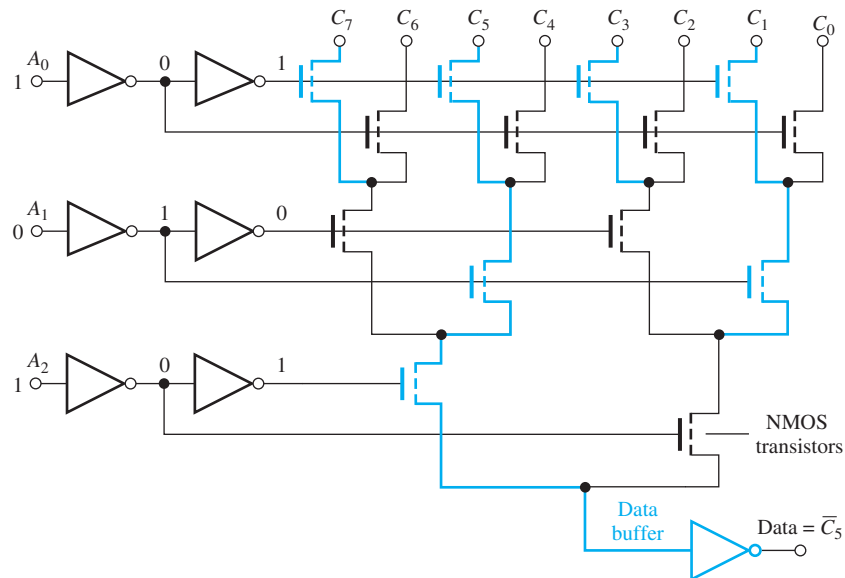 C₇ C₆ C₅ C₄ C₃ C₂ C₁ C₀
A₀
1 0 1
A₁
0 1 0
A₂
1 0 1
NMOS
transistors
Data
buffer
Data = C̅₅